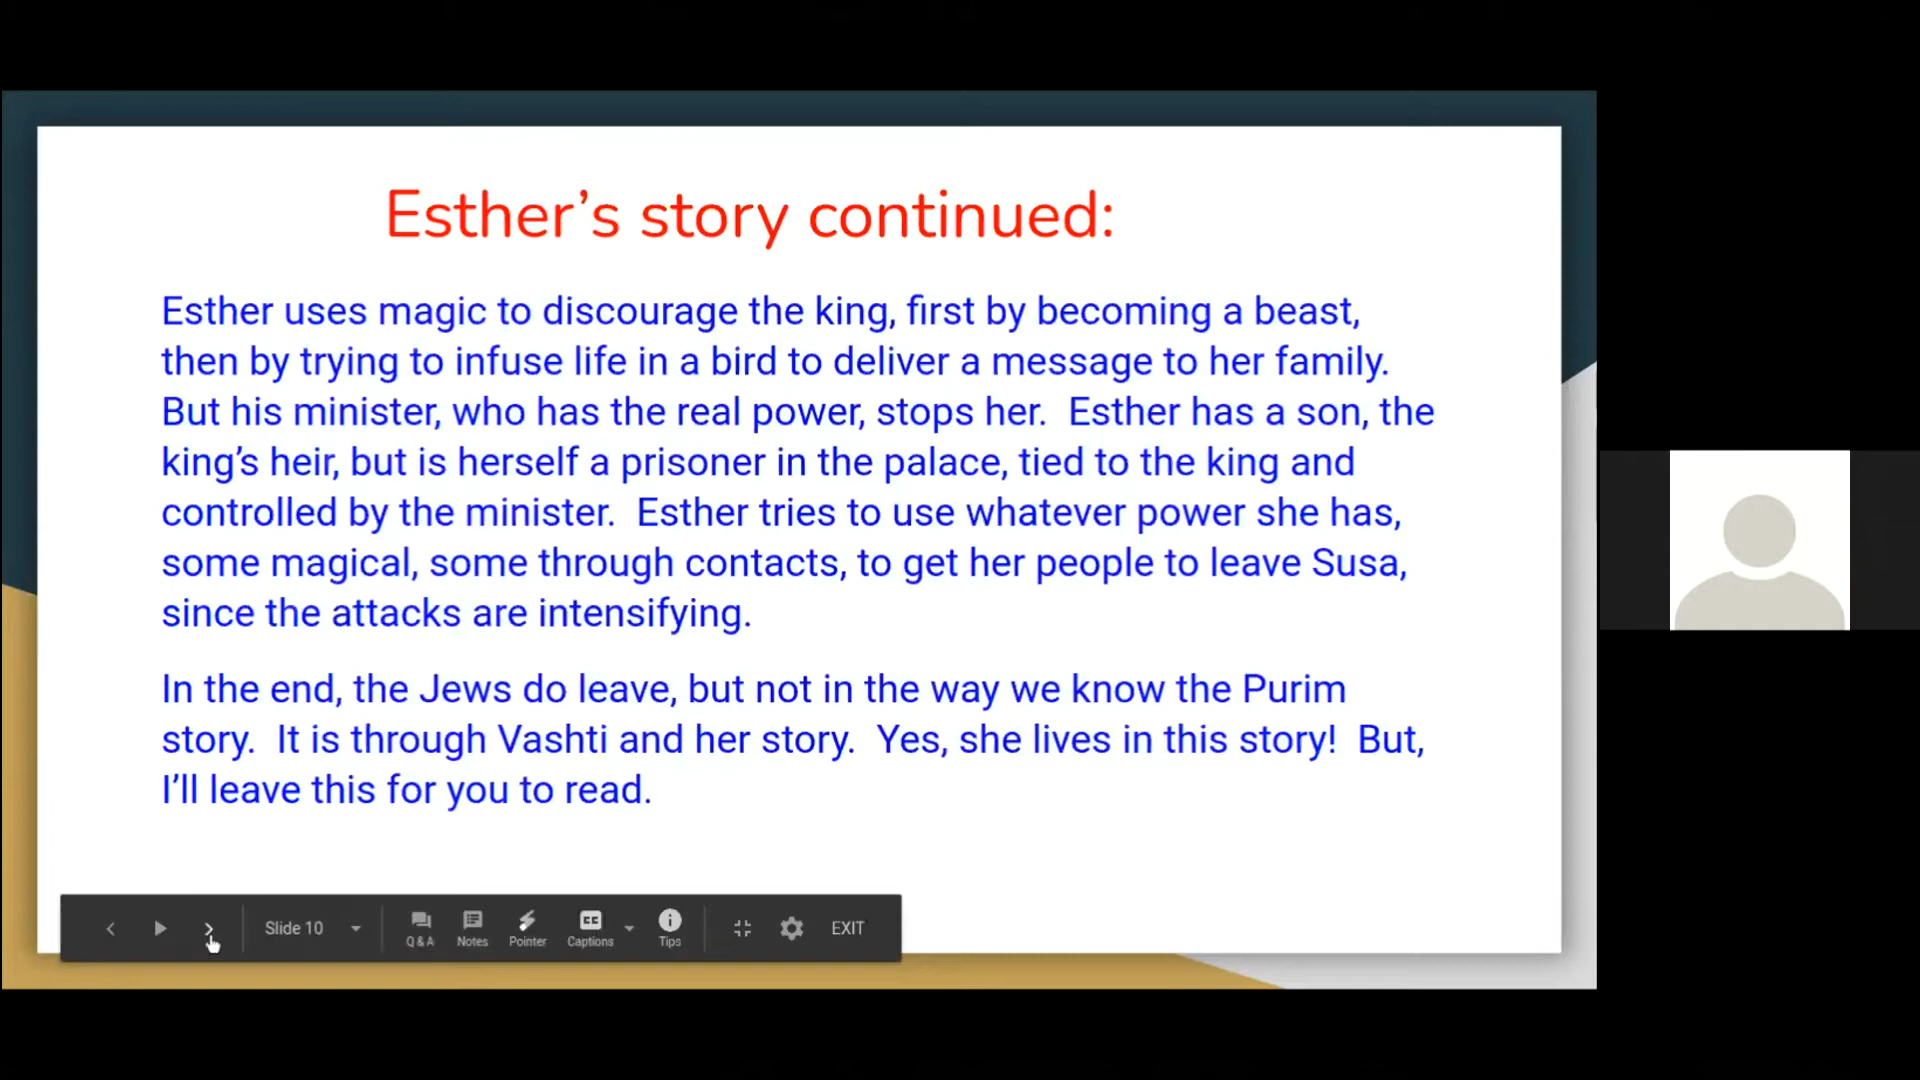 Esther’s story continued:
Esther uses magic to discourage the king, first by becoming a beast,
then by trying to infuse life in a bird to deliver a message to her family.
But his minister, who has the real power, stops her.  Esther has a son, the
king’s heir, but is herself a prisoner in the palace, tied to the king and
controlled by the minister.  Esther tries to use whatever power she has,
some magical, some through contacts, to get her people to leave Susa,
since the attacks are intensifying.
In the end, the Jews do leave, but not in the way we know the Purim
story.  It is through Vashti and her story.  Yes, she lives in this story!  But,
I’ll leave this for you to read.
Slide 10
Q & A
Notes
Pointer
CC
Captions
Tips
EXIT